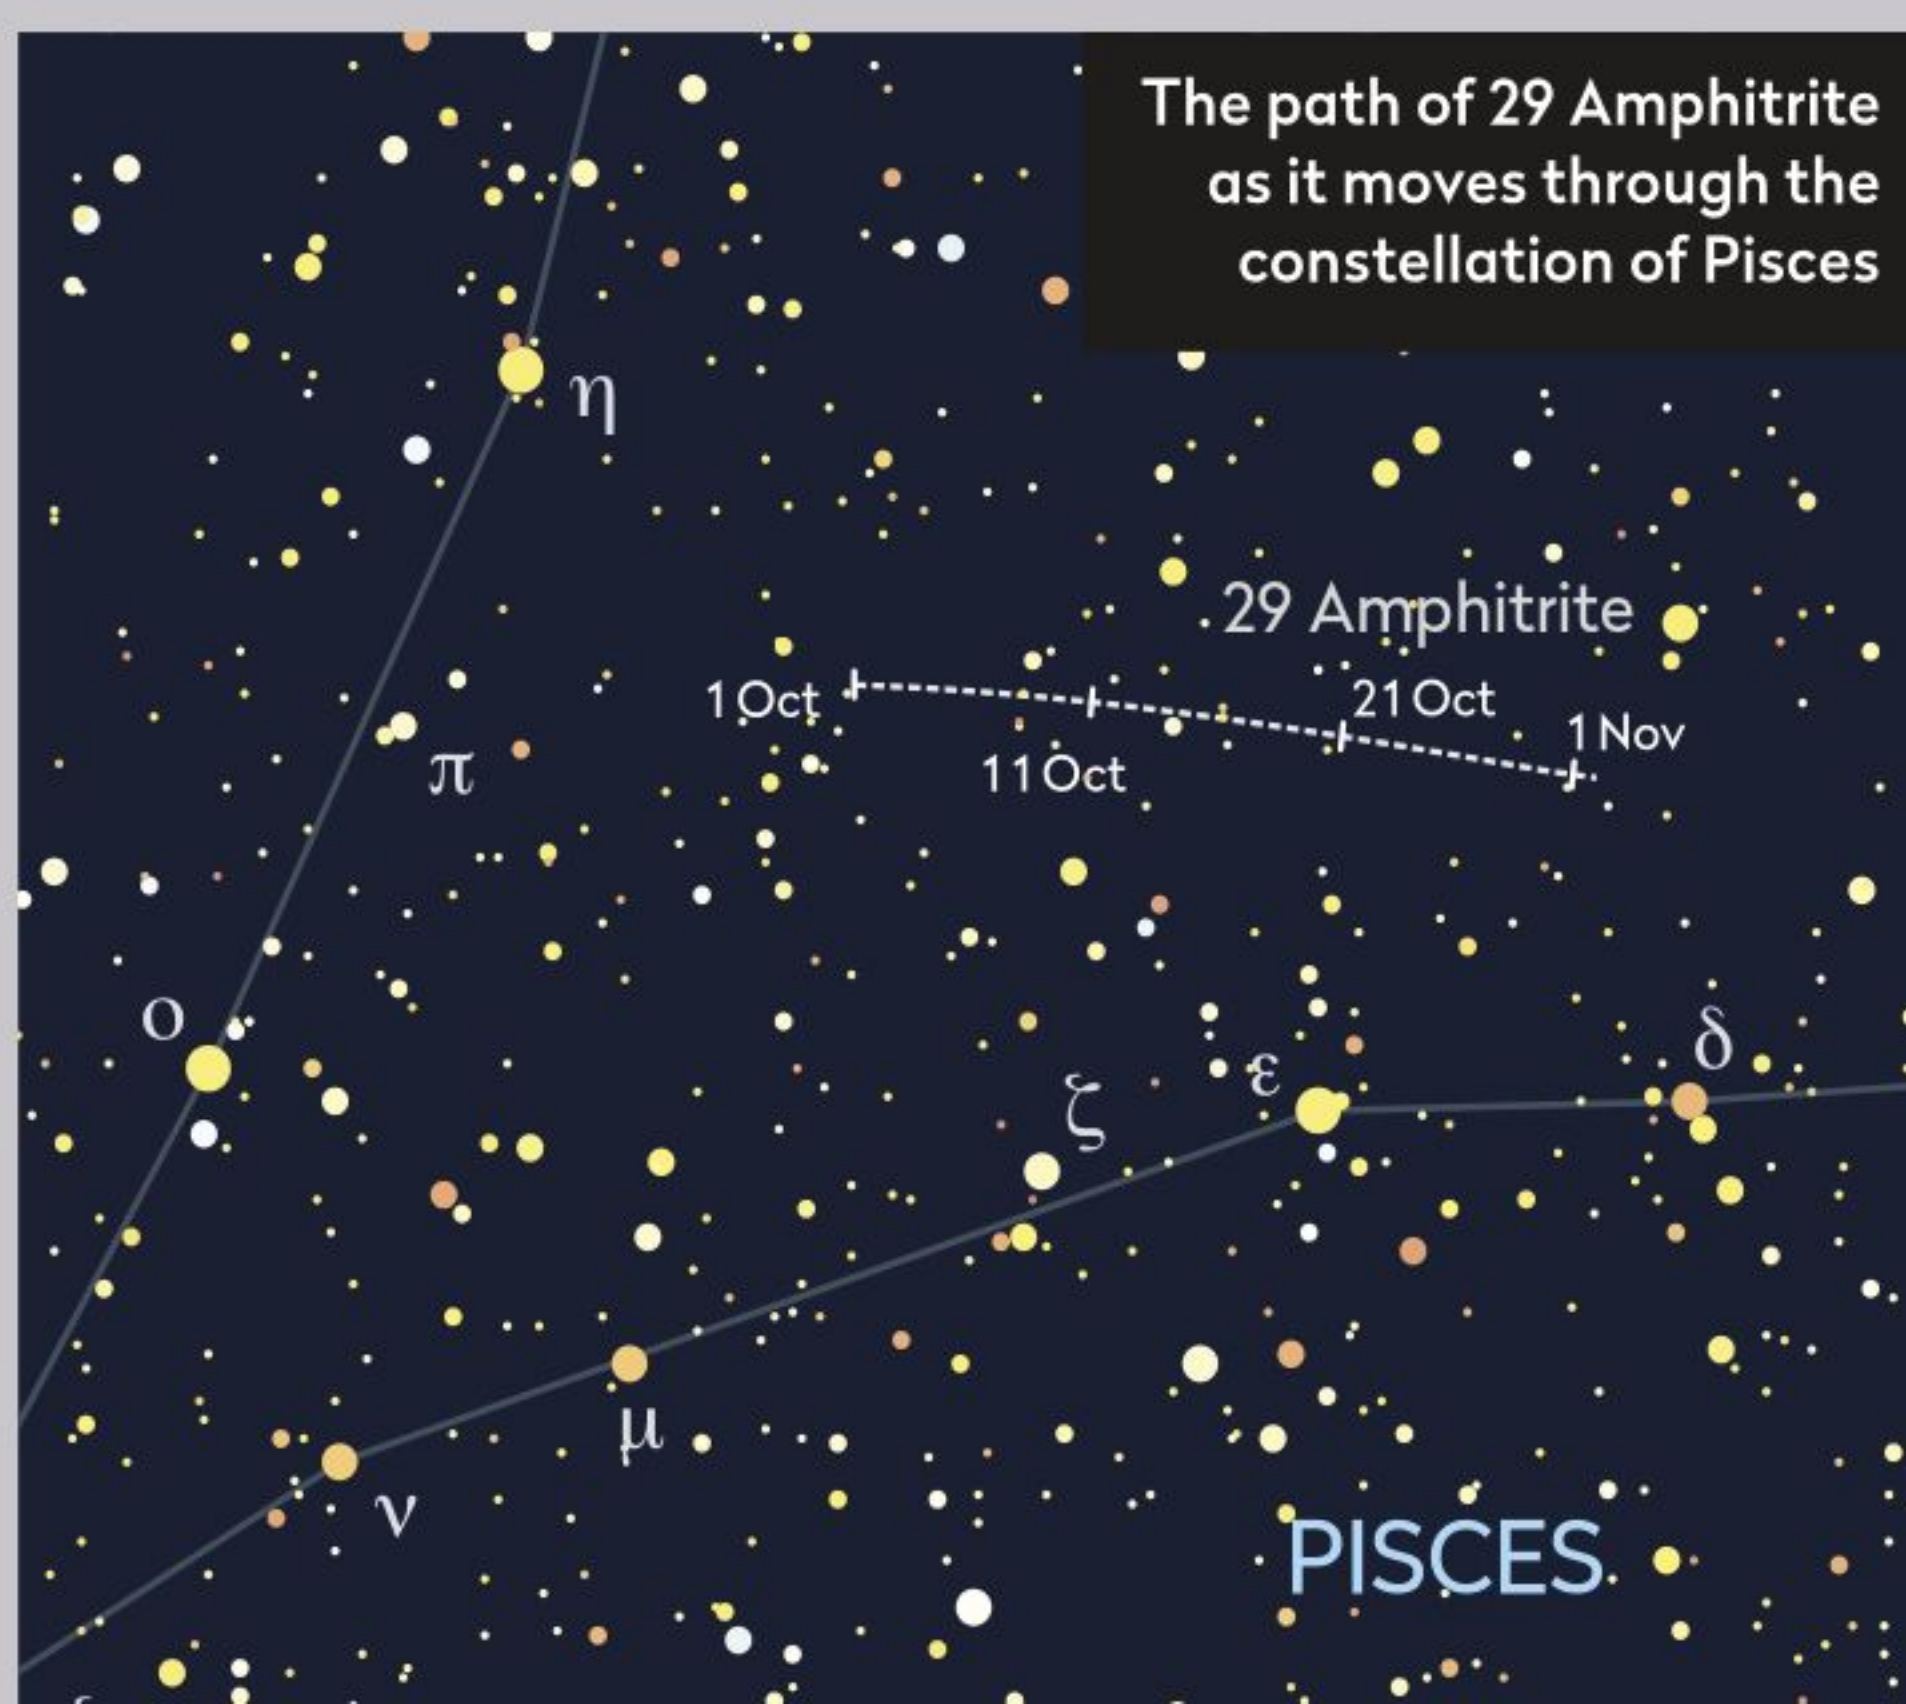 The path of 29 Amphitrite
as it moves through the
constellation of Pisces
η
29 Amphitrite
1 Oct
21 Oct
1 Nov
11 Oct
π
ο
δ
ε
ζ
μ
ν
PISCES